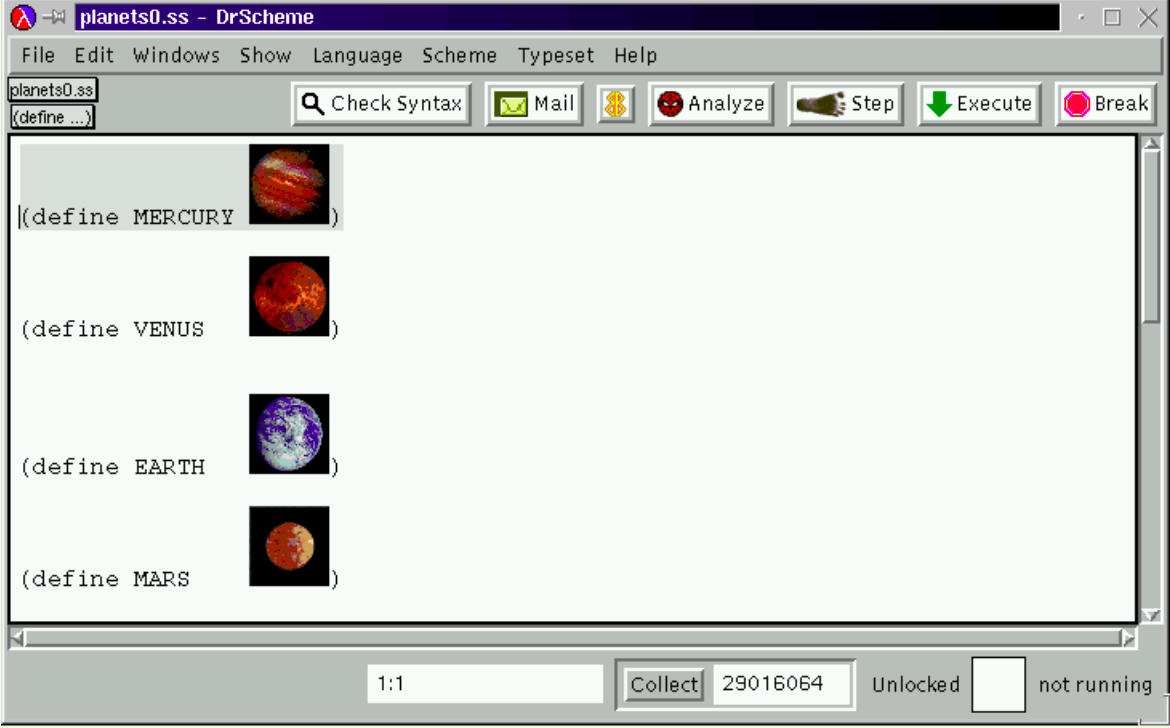 planets0.ss - DrScheme
File Edit Windows Show Language Scheme Typeset Help
planets0.ss
(define ...)
Check Syntax Mail $ Analyze Step Execute Break
(define MERCURY )
(define VENUS )
(define EARTH )
(define MARS )
1:1 Collect 29016064 Unlocked not running